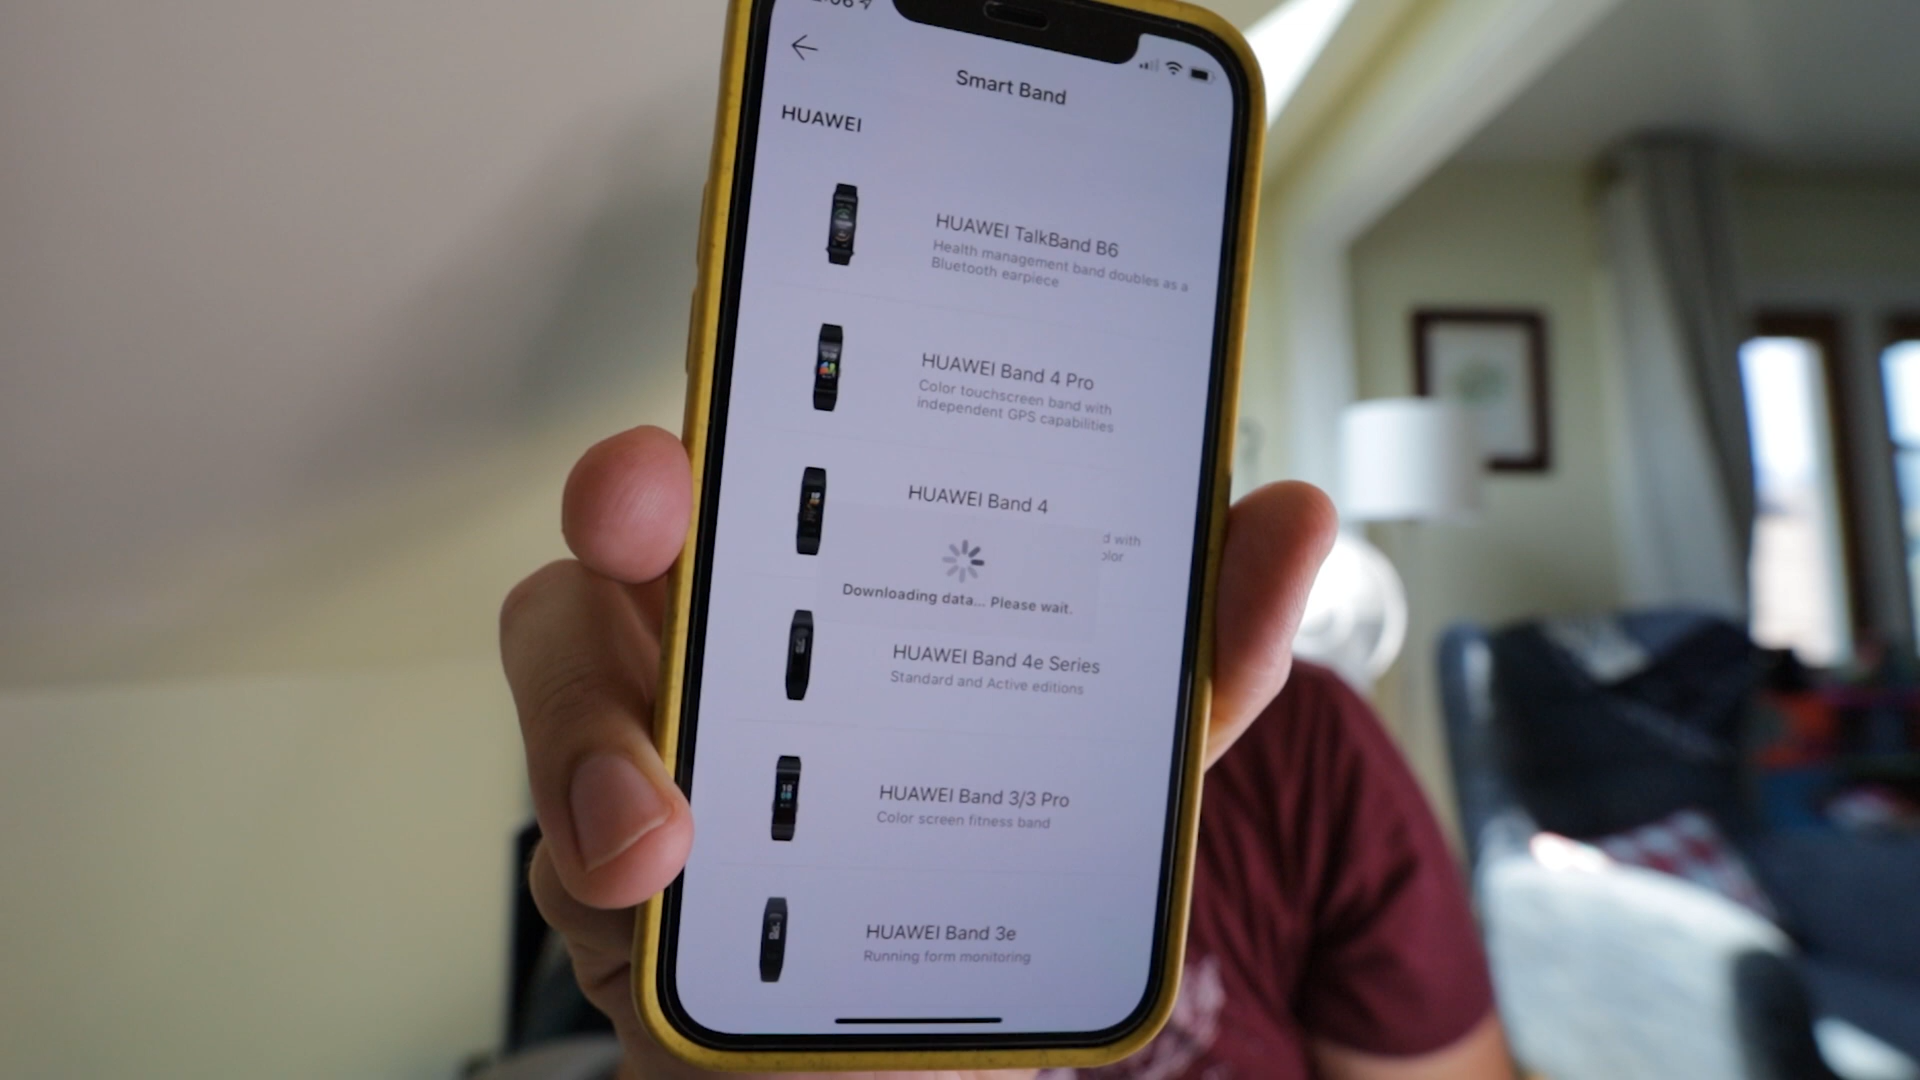 Smart Band
HUAWEI
HUAWEI TalkBand B6
Health management band doubles as a
Bluetooth earpiece
HUAWEI Band 4 Pro
Color touchscreen band with
independent GPS capabilities
HUAWEI Band 4
with
Downloading data... Please wait.
HUAWEI Band 4e Series
Standard and Active editions
HUAWEI Band 3/3 Pro
Color screen fitness band
HUAWEI Band 3e
Running form monitoring